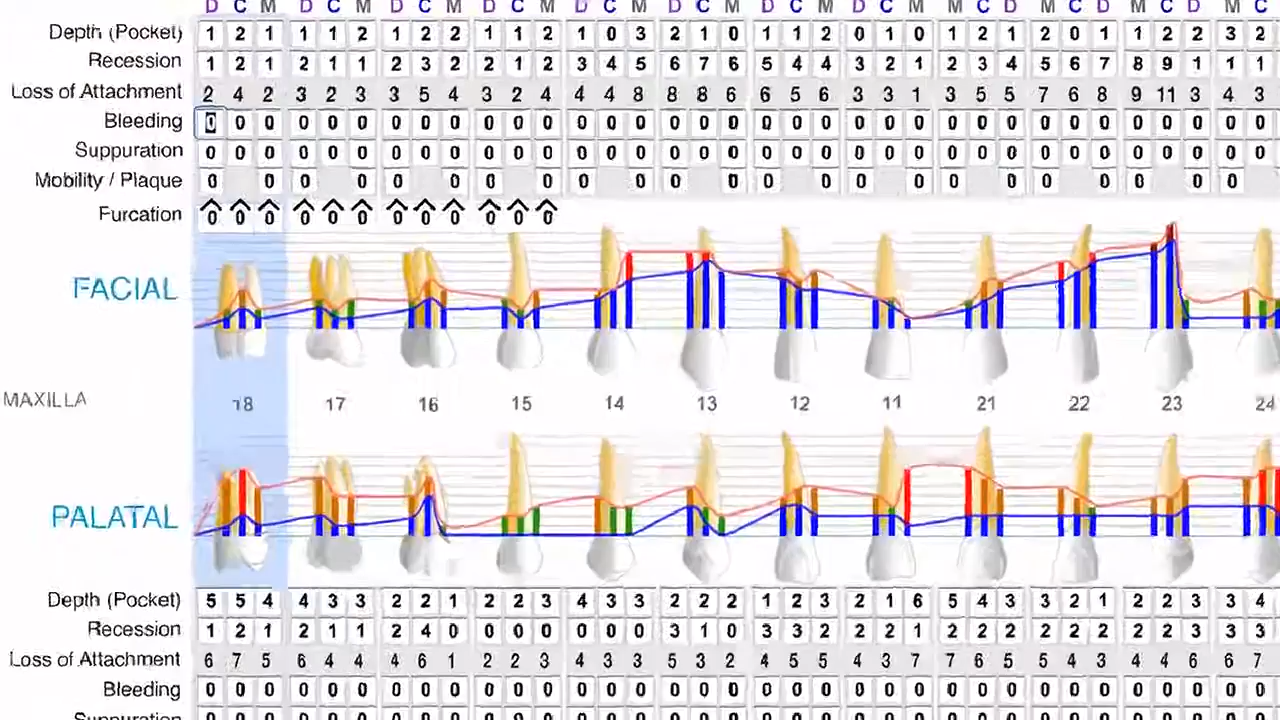 D C M D C M D C M D C M D C M D C M D C M D C M M C D M C D M C D M C
Depth (Pocket) 1 2 1 1 1 2 1 2 2 1 1 2 1 0 3 2 1 0 1 1 2 0 1 0 1 2 1 2 0 1 1 2 2 3 2
Recession 1 2 1 2 1 1 2 3 2 2 1 2 3 4 5 6 7 6 5 4 4 3 2 1 2 3 4 5 6 7 8 9 1 1 1
Loss of Attachment 2 4 2 3 2 3 3 5 4 3 2 4 4 4 8 8 8 6 6 5 6 3 3 1 3 5 5 7 6 8 9 11 3 4 3
Bleeding 0 0 0 0 0 0 0 0 0 0 0 0 0 0 0 0 0 0 0 0 0 0 0 0 0 0 0 0 0 0 0 0 0 0 0
Suppuration 0 0 0 0 0 0 0 0 0 0 0 0 0 0 0 0 0 0 0 0 0 0 0 0 0 0 0 0 0 0 0 0 0 0 0
Mobility / Plaque 0 0 0 0 0 0 0 0 0 0 0 0 0 0 0 0 0 0 0 0 0 0 0
Furcation 0 0 0 0 0 0 0 0 0 0 0 0
FACIAL
MAXILLA 18 17 16 15 14 13 12 11 21 22 23 24
PALATAL
Depth (Pocket) 5 5 4 4 3 3 2 2 1 2 2 3 4 3 3 2 2 2 1 2 3 2 1 6 5 4 3 3 2 1 2 2 3 3 4
Recession 1 2 1 2 1 1 2 4 0 0 0 0 0 0 0 3 1 0 3 3 2 2 2 1 2 2 2 2 2 2 2 2 3 3 3
Loss of Attachment 6 7 5 6 4 4 4 6 1 2 2 3 4 3 3 5 3 2 4 5 5 4 3 7 7 6 5 5 4 3 4 4 6 6 7
Bleeding 0 0 0 0 0 0 0 0 0 0 0 0 0 0 0 0 0 0 0 0 0 0 0 0 0 0 0 0 0 0 0 0 0 0 0
Suppuration